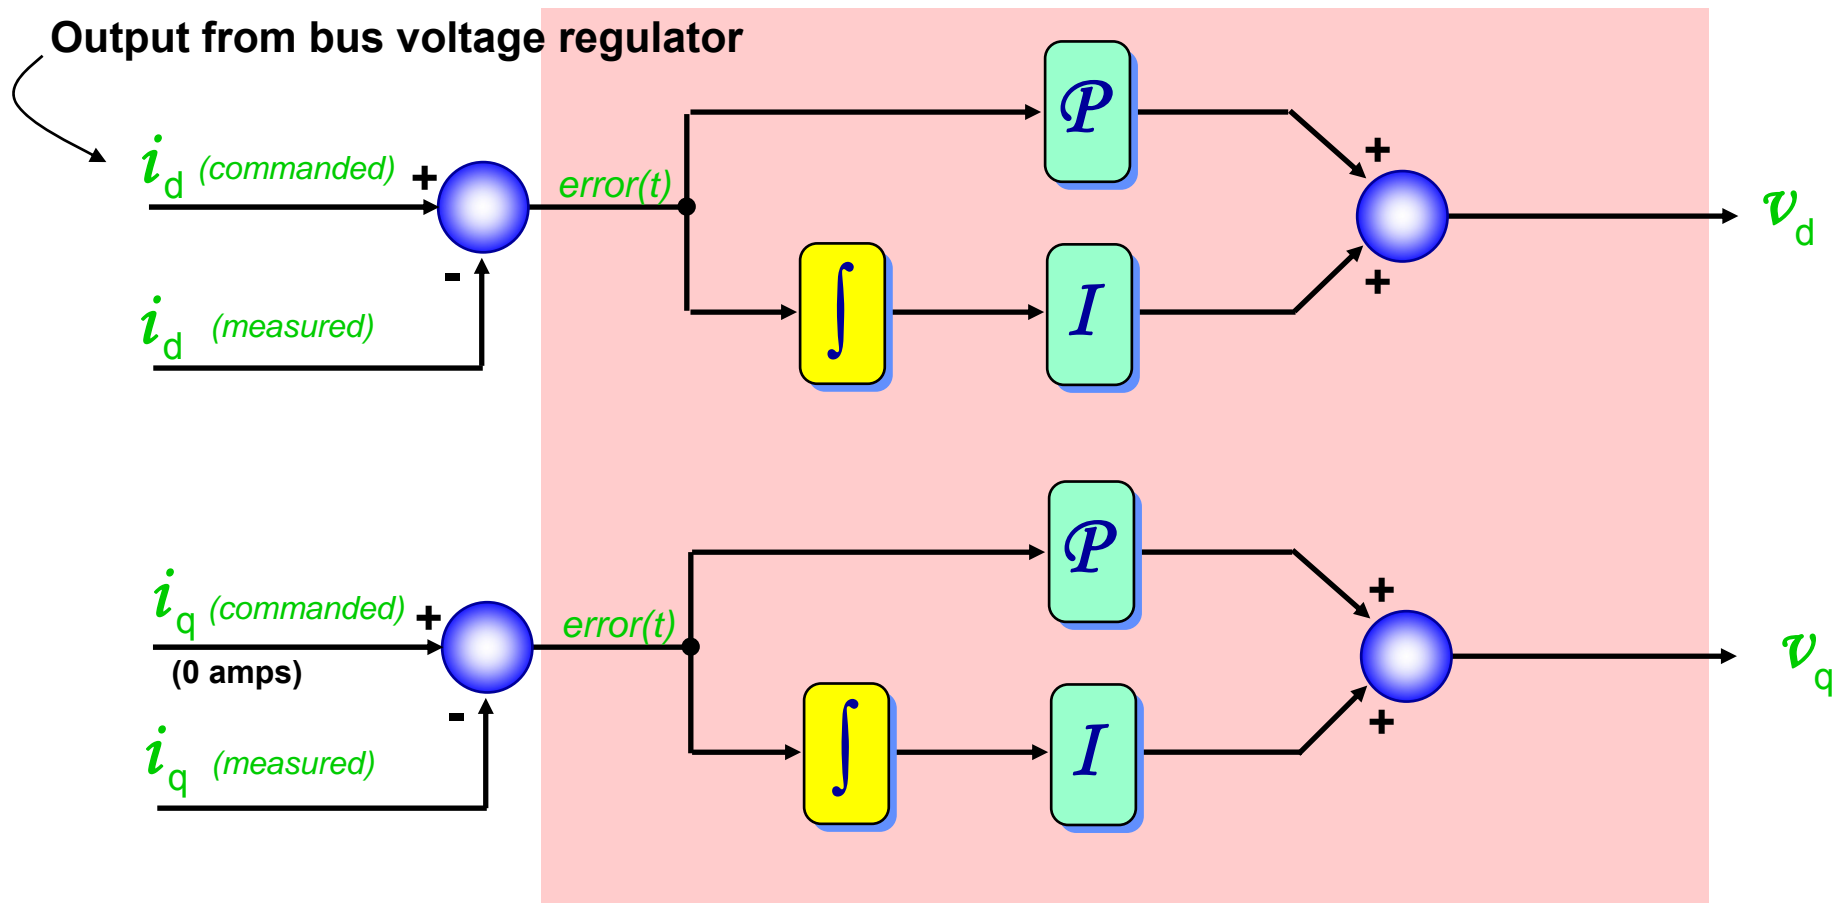 Output from bus voltage regulator
i d (commanded) +
error(t)
P
+
v d
-
i d (measured)
∫
I
+
i q (commanded) +
(0 amps)
error(t)
P
+
v q
-
i q (measured)
∫
I
+